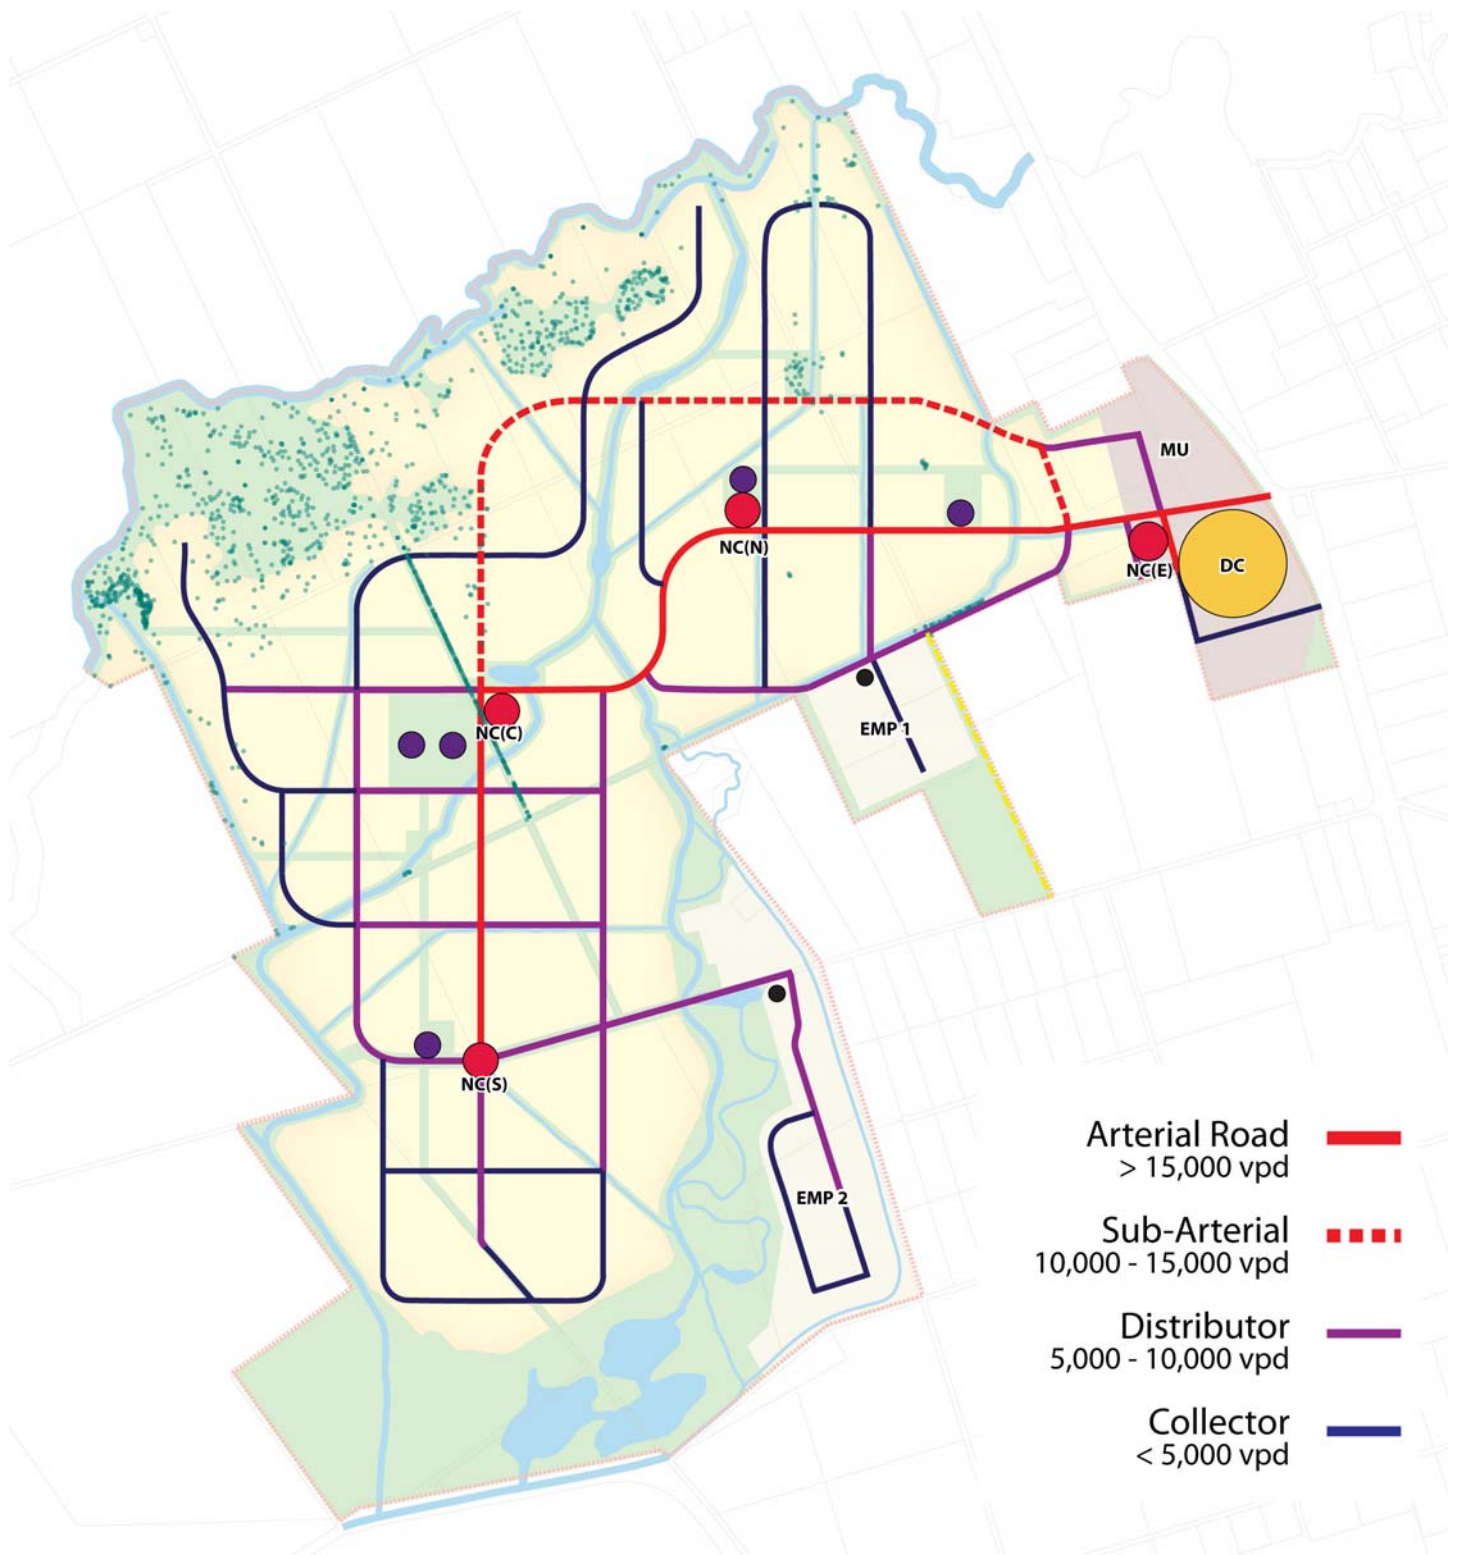 MU
NC(N)
NC(E)
DC
NC(C)
EMP 1
NC(S)
EMP 2
Arterial Road
> 15,000 vpd
Sub-Arterial
10,000 - 15,000 vpd
Distributor
5,000 - 10,000 vpd
Collector
< 5,000 vpd